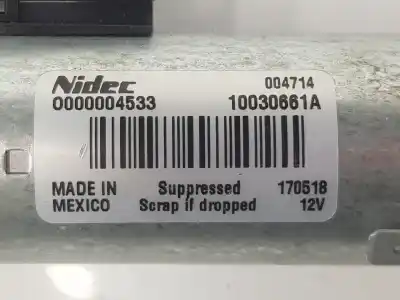 Nidec 004714
0000004533 10030661A
MADE IN Suppressed 170518
MEXICO Scrap if dropped 12V